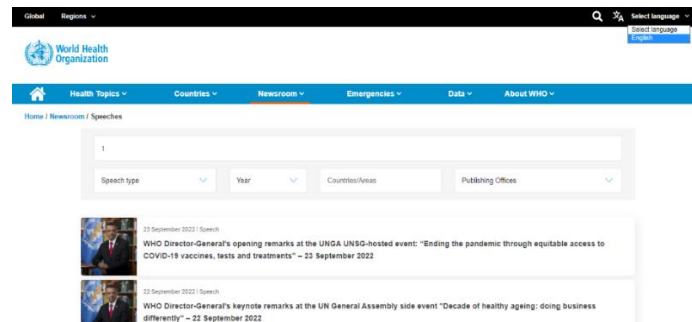 Global Regions Select language
Select language
English
World Health
Organization
Health Topics Countries Newsroom Emergencies Data About WHO
Home / Newsroom / Speeches
1
Speech type Year Countries/Areas Publishing Offices
23 September 2022 | Speech
WHO Director-General's opening remarks at the UNGA UNSG-hosted event: "Ending the pandemic through equitable access to
COVID-19 vaccines, tests and treatments" – 23 September 2022
22 September 2022 | Speech
WHO Director-General's keynote remarks at the UN General Assembly side event "Decade of healthy ageing: doing business
differently" – 22 September 2022